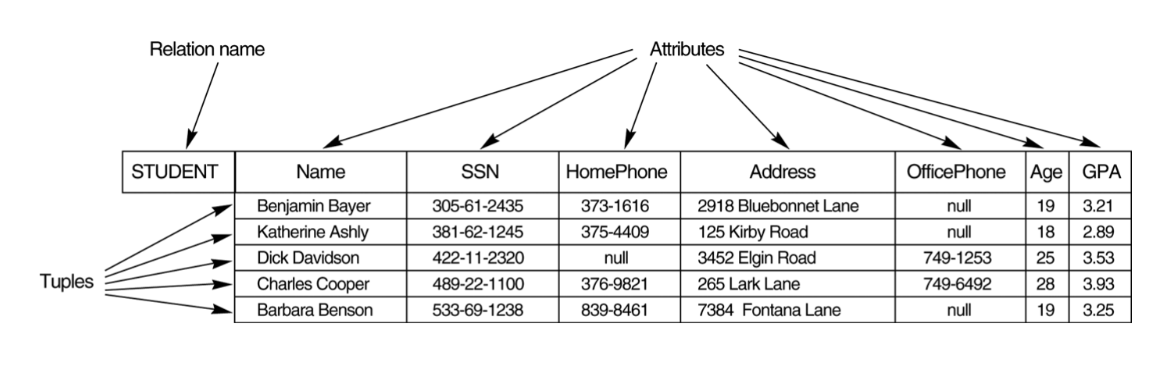 Relation name Attributes
STUDENT Name SSN HomePhone Address OfficePhone Age GPA
Benjamin Bayer 305-61-2435 373-1616 2918 Bluebonnet Lane null 19 3.21
Katherine Ashly 381-62-1245 375-4409 125 Kirby Road null 18 2.89
Dick Davidson 422-11-2320 null 3452 Elgin Road 749-1253 25 3.53
Tuples Charles Cooper 489-22-1100 376-9821 265 Lark Lane 749-6492 28 3.93
Barbara Benson 533-69-1238 839-8461 7384 Fontana Lane null 19 3.25